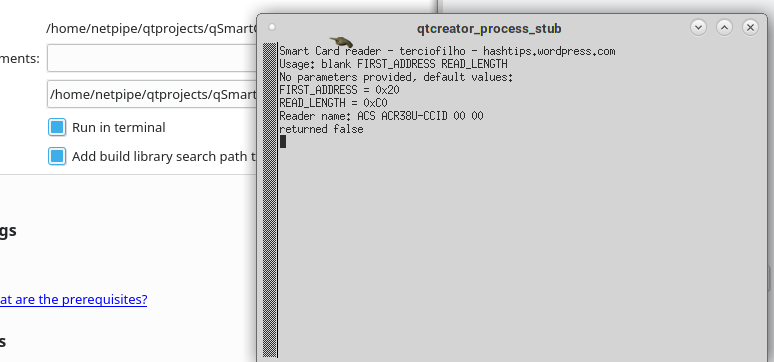 /home/netpipe/qtprojects/qSmartC
ments:
/home/netpipe/qtprojects/qSmart
Run in terminal
Add build library search path t
gs
at are the prerequisites?
s
qtcreator_process_stub
Smart Card reader - terciofilho - hashtips.wordpress.com
Usage: blank FIRST_ADDRESS READ_LENGTH
No parameters provided, default values:
FIRST_ADDRESS = 0x20
READ_LENGTH = 0xC0
Reader name: ACS ACR38U-CCID 00 00
returned false